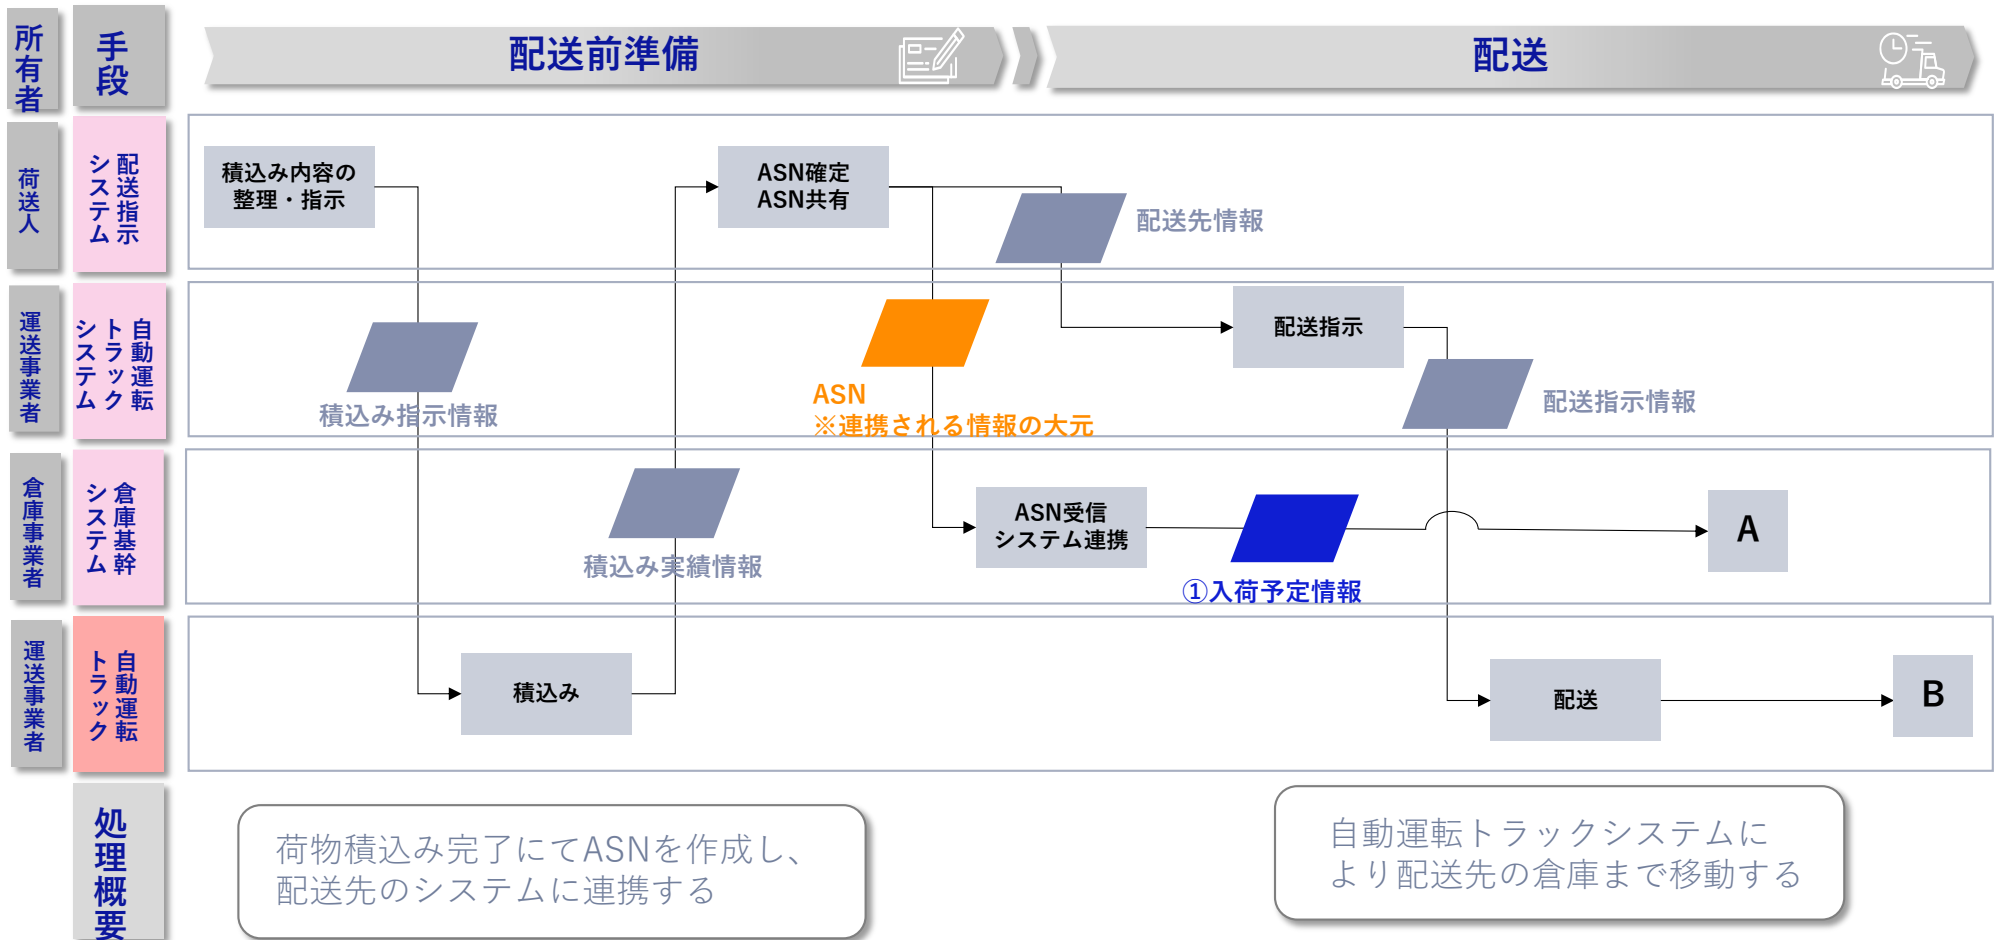 所有者
手段
配送前準備
配送
荷送人
配送指示
システム
積込み内容の
整理・指示
ASN確定
ASN共有
配送先情報
運送事業者
自動運転
トラック
システム
積込み指示情報
ASN
※連携される情報の大元
配送指示
配送指示情報
倉庫事業者
倉庫基幹
システム
積込み実績情報
ASN受信
システム連携
①入荷予定情報
A
運送事業者
自動運転
トラック
積込み
配送
B
処理概要
荷物積込み完了にてASNを作成し、
配送先のシステムに連携する
自動運転トラックシステムに
より配送先の倉庫まで移動する